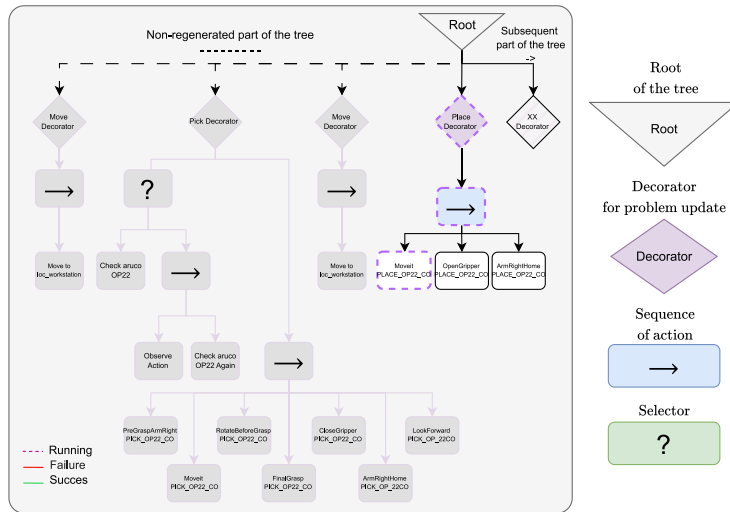 Non-regenerated part of the tree
Root
Subsequent
part of the tree
->
Move
Decorator
Pick Decorator
Move
Decorator
Place
Decorator
XX
Decorator
→
?
→
→
Move to
loc_workstation
Check aruco
OP22
→
Move to
loc_workstation
Moveit
PLACE_OP22_CO
OpenGripper
PLACE_OP22_CO
ArmRightHome
PLACE_OP22_CO
Observe
Action
Check aruco
OP22 Again
→
PreGraspArmRight
PICK_OP22_CO
RotateBeforeGrasp
PICK_OP22_CO
CloseGripper
PICK_OP22_CO
LookForward
PICK_OP_22CO
Moveit
PICK_OP22_CO
FinalGrasp
PICK_OP22_CO
ArmRightHome
PICK_OP_22CO
Running
Failure
Succes
Root
of the tree
Root
Decorator
for problem update
Decorator
Sequence
of action
→
Selector
?